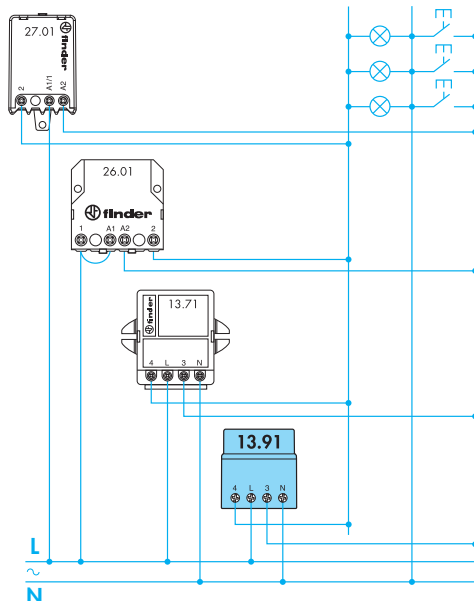 27.01
finder
2 A1/1 A2
26.01
finder
1 A1 A2 2
13.71
finder
4 L 3 N
13.91
4 L 3 N
L
~
N